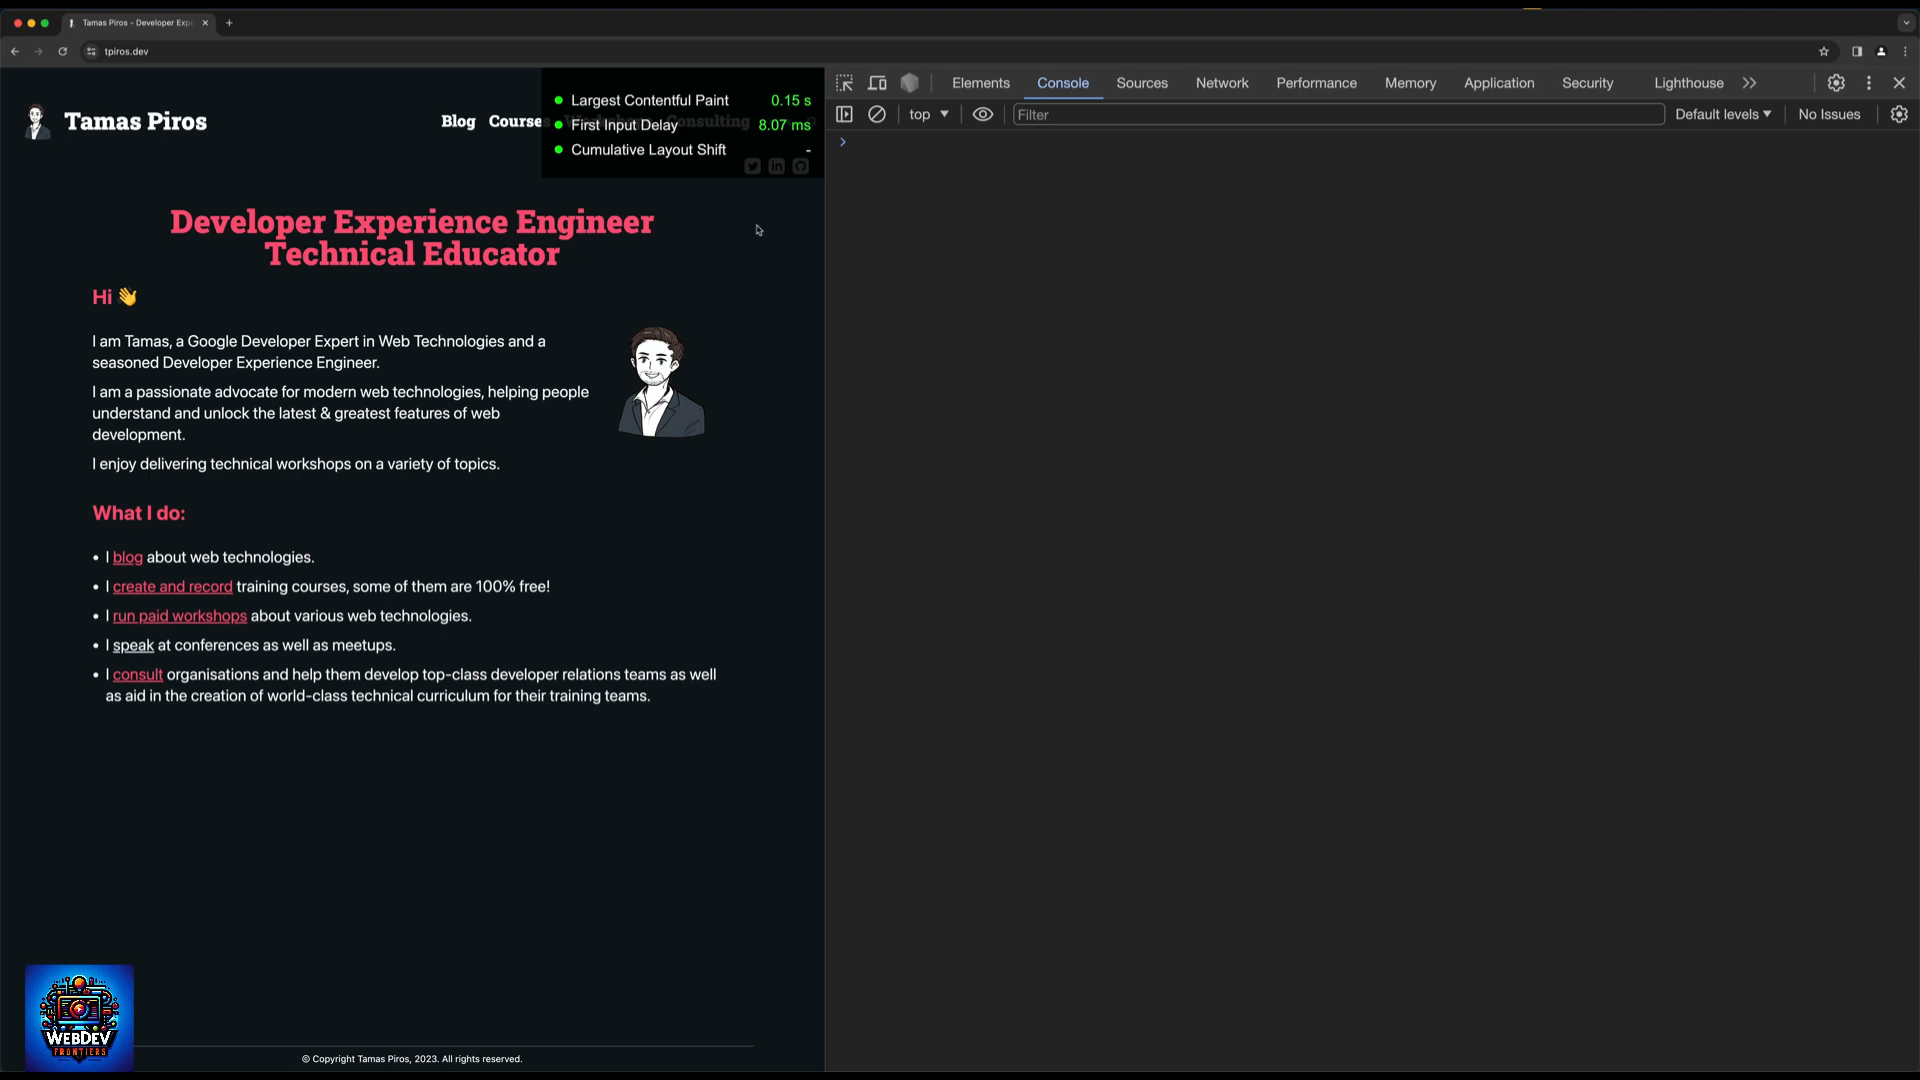 Tamas Piros - Developer Exp
tpiros.dev
Tamas Piros
Blog Courses Workshops Consulting
Largest Contentful Paint 0.15 s
First Input Delay 8.07 ms
Cumulative Layout Shift -
Developer Experience Engineer
Technical Educator
Hi 👋
I am Tamas, a Google Developer Expert in Web Technologies and a
seasoned Developer Experience Engineer.
I am a passionate advocate for modern web technologies, helping people
understand and unlock the latest & greatest features of web
development.
I enjoy delivering technical workshops on a variety of topics.
What I do:
• I blog about web technologies.
• I create and record training courses, some of them are 100% free!
• I run paid workshops about various web technologies.
• I speak at conferences as well as meetups.
• I consult organisations and help them develop top-class developer relations teams as well
as aid in the creation of world-class technical curriculum for their training teams.
WEBDEV
FRONTIERS
© Copyright Tamas Piros, 2023. All rights reserved.
Elements Console Sources Network Performance Memory Application Security Lighthouse
top Filter Default levels No Issues